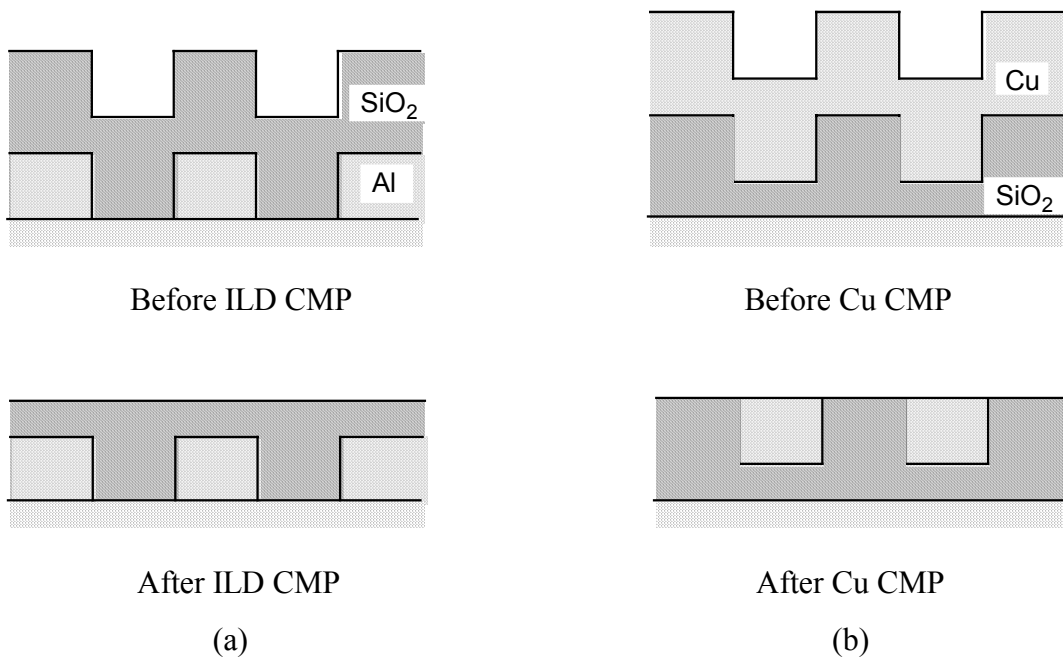 SiO2
Al
Before ILD CMP
After ILD CMP
(a)
Cu
SiO2
Before Cu CMP
After Cu CMP
(b)